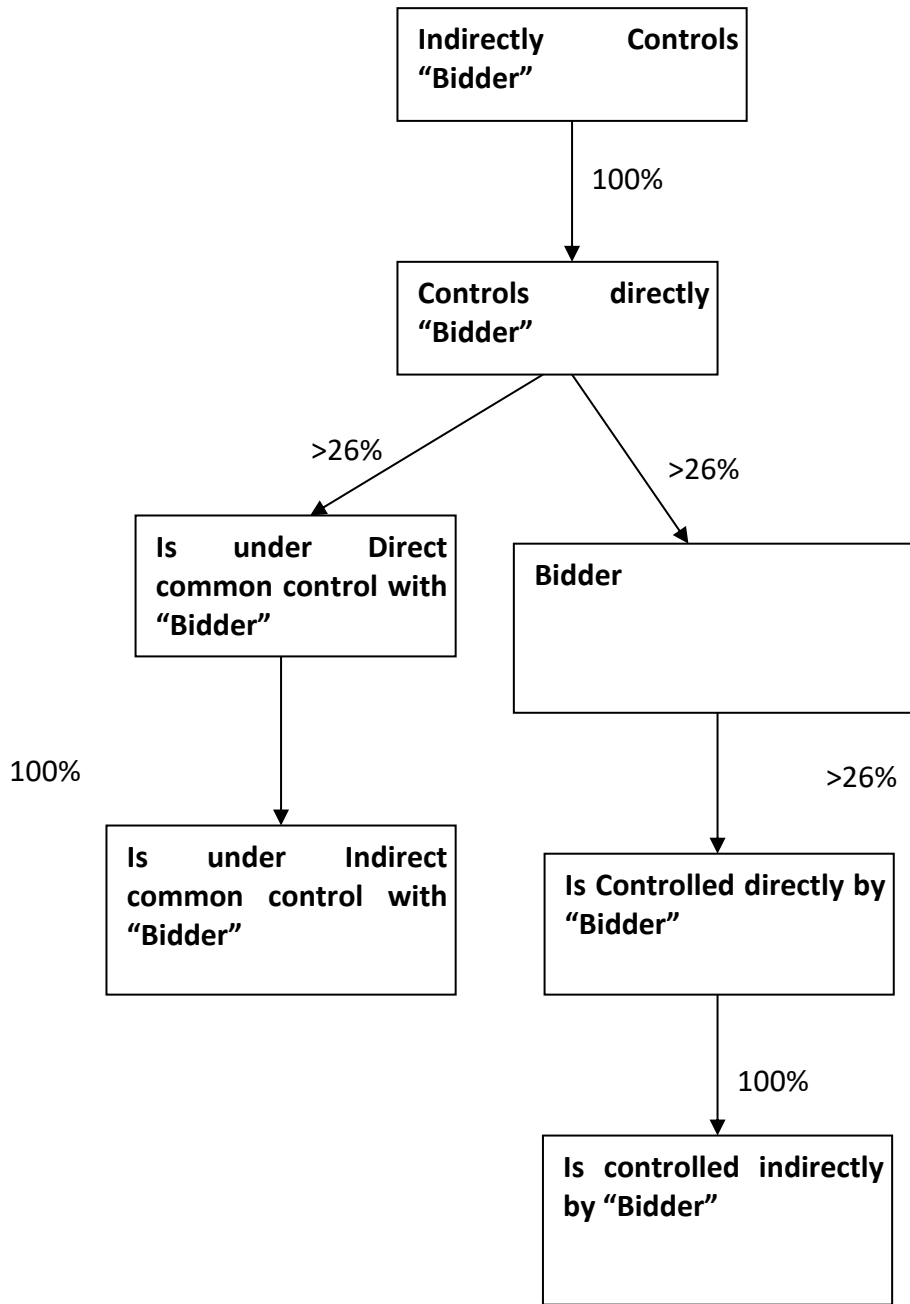 Indirectly Controls
“Bidder”
100%
Controls directly
“Bidder”
>26%
>26%
Is under Direct
common control with
“Bidder”
Bidder
100%
>26%
Is under Indirect
common control with
“Bidder”
Is Controlled directly by
“Bidder”
100%
Is controlled indirectly
by “Bidder”